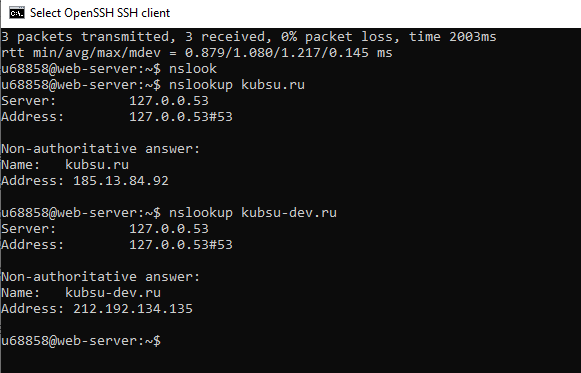 Select OpenSSH SSH client
3 packets transmitted, 3 received, 0% packet loss, time 2003ms
rtt min/avg/max/mdev = 0.879/1.080/1.217/0.145 ms
u68858@web-server:~$ nslook
u68858@web-server:~$ nslookup kubsu.ru
Server:         127.0.0.53
Address:        127.0.0.53#53

Non-authoritative answer:
Name:   kubsu.ru
Address: 185.13.84.92

u68858@web-server:~$ nslookup kubsu-dev.ru
Server:         127.0.0.53
Address:        127.0.0.53#53

Non-authoritative answer:
Name:   kubsu-dev.ru
Address: 212.192.134.135

u68858@web-server:~$